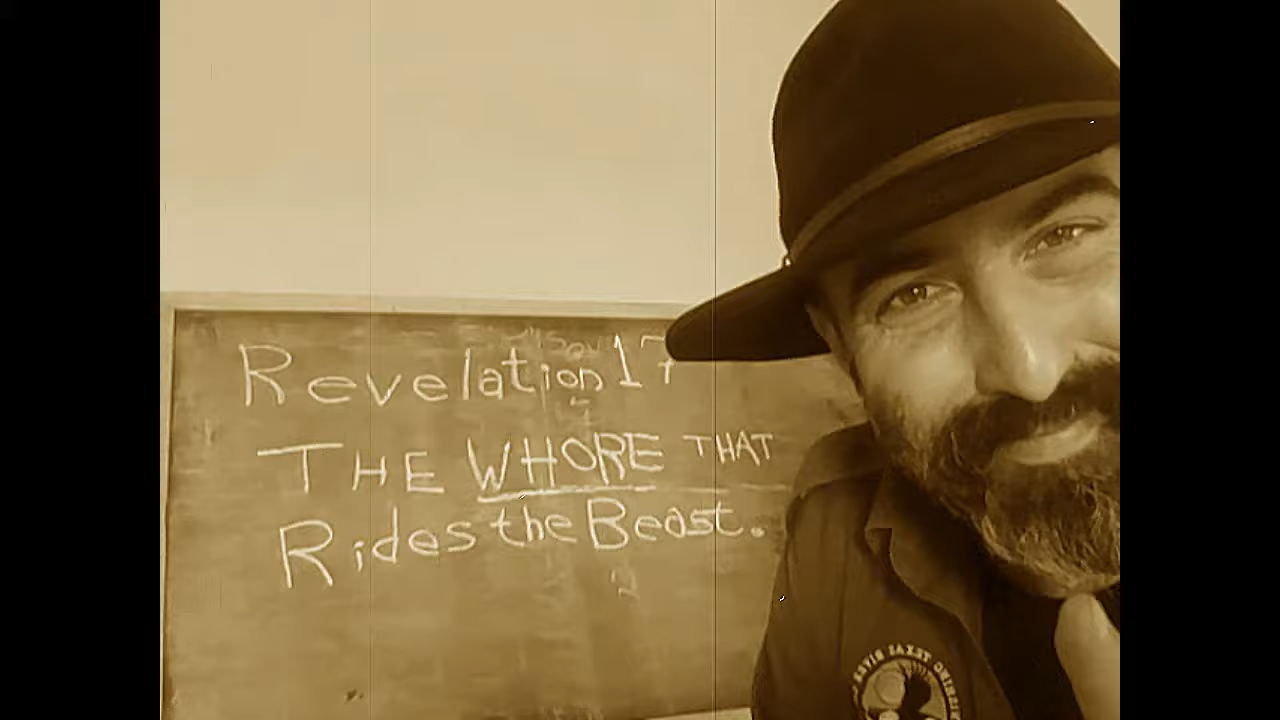 Revelation 17
THE WHORE THAT
Rides the Beast.